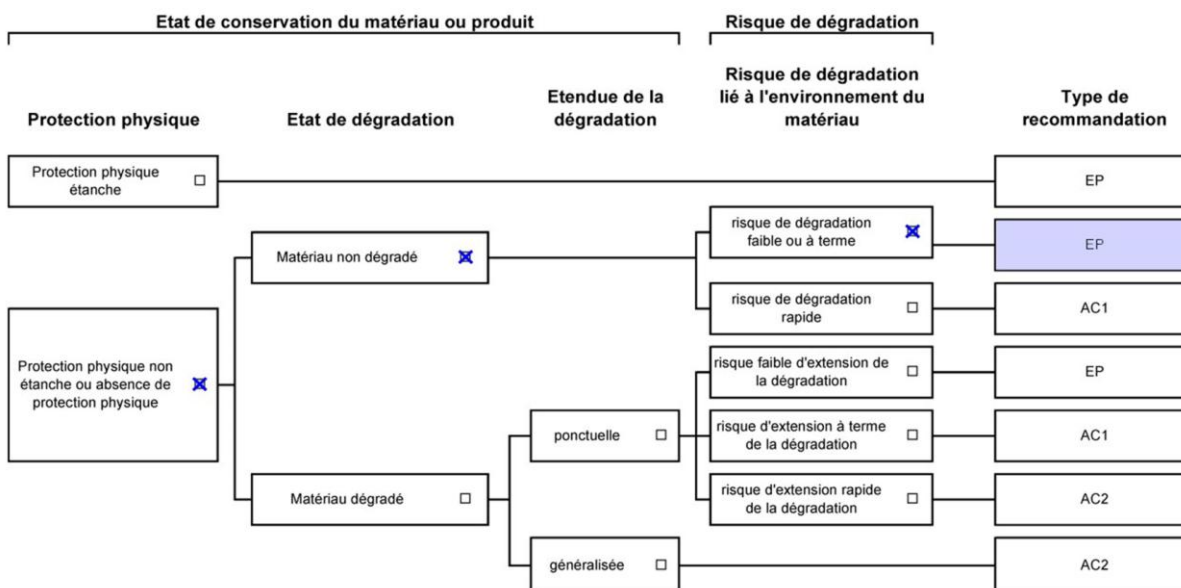 Etat de conservation du matériau ou produit
Risque de dégradation
Protection physique
Etat de dégradation
Etendue de la
dégradation
Risque de dégradation
lié à l'environnement du
matériau
Type de
recommandation
Protection physique
étanche
EP
Matériau non dégradé
risque de dégradation
faible ou à terme
EP
risque de dégradation
rapide
AC1
Protection physique non
étanche ou absence de
protection physique
risque faible d'extension de
la dégradation
EP
ponctuelle
risque d'extension à terme
de la dégradation
AC1
Matériau dégradé
risque d'extension rapide
de la dégradation
AC2
généralisée
AC2